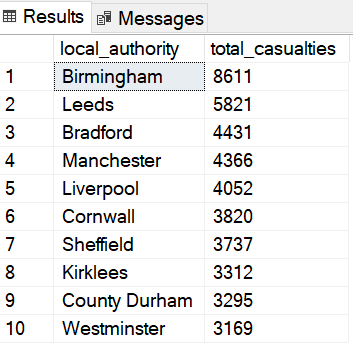 Results Messages
local_authority total_casualties
1 Birmingham 8611
2 Leeds 5821
3 Bradford 4431
4 Manchester 4366
5 Liverpool 4052
6 Cornwall 3820
7 Sheffield 3737
8 Kirklees 3312
9 County Durham 3295
10 Westminster 3169